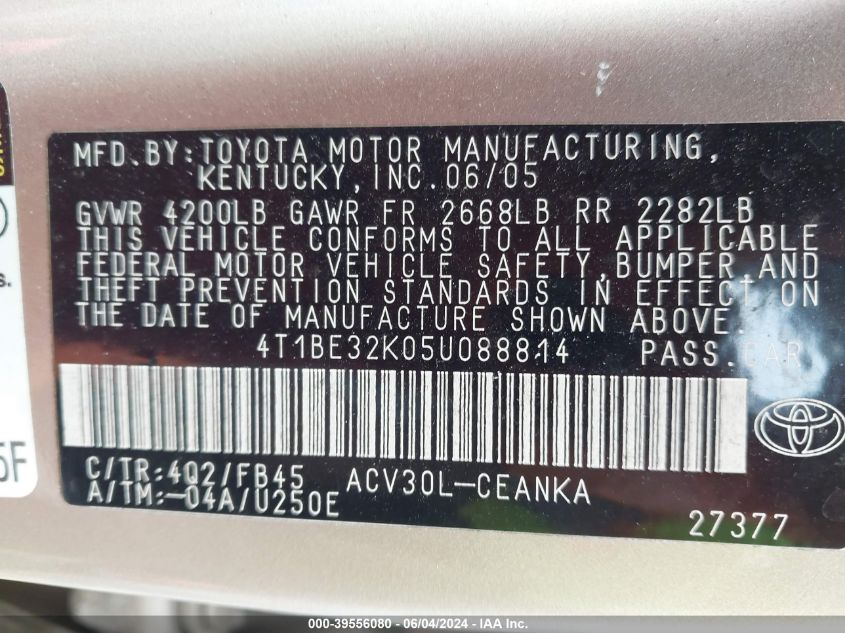 MFD.BY:TOYOTA MOTOR MANUFACTURING,
KENTUCKY,INC.06/05
GVWR 4200LB GAWR FR 2668LB RR 2282LB
THIS VEHICLE CONFORMS TO ALL APPLICABLE
FEDERAL MOTOR VEHICLE SAFETY,BUMPER,AND
THEFT PREVENTION STANDARDS IN EFFECT ON
THE DATE OF MANUFACTURE SHOWN ABOVE.
4T1BE32K05U088814 PASS.CAR
C/TR:4Q2/FB45 ACV30L-CEANKA
A/TM:-04A/U250E
27377
s.
5F
000-39556080 - 06/04/2024 - IAA Inc.